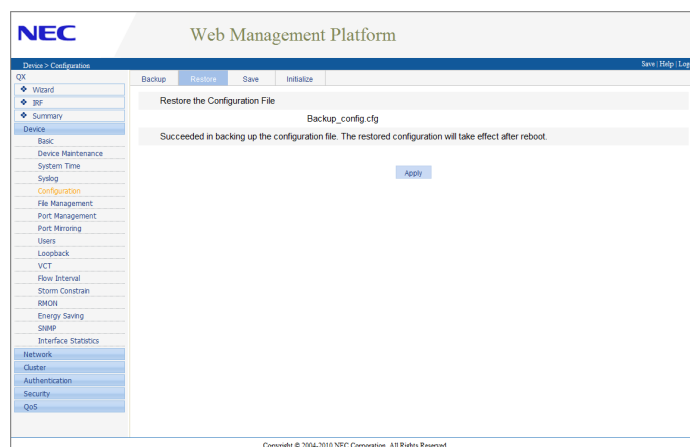 NEC
Web Management Platform
Device > Configuration
Save | Help | Log
QX
Wizard
IRF
Summary
Device
Basic
Device Maintenance
System Time
Syslog
Configuration
File Management
Port Management
Port Mirroring
Users
Loopback
VCT
Flow Interval
Storm Constrain
RMON
Energy Saving
SNMP
Interface Statistics
Network
Cluster
Authentication
Security
QoS
Backup Restore Save Initialize
Restore the Configuration File
Backup_config.cfg
Succeeded in backing up the configuration file. The restored configuration will take effect after reboot.
Apply
Copyright © 2004-2010 NEC Corporation. All Rights Reserved